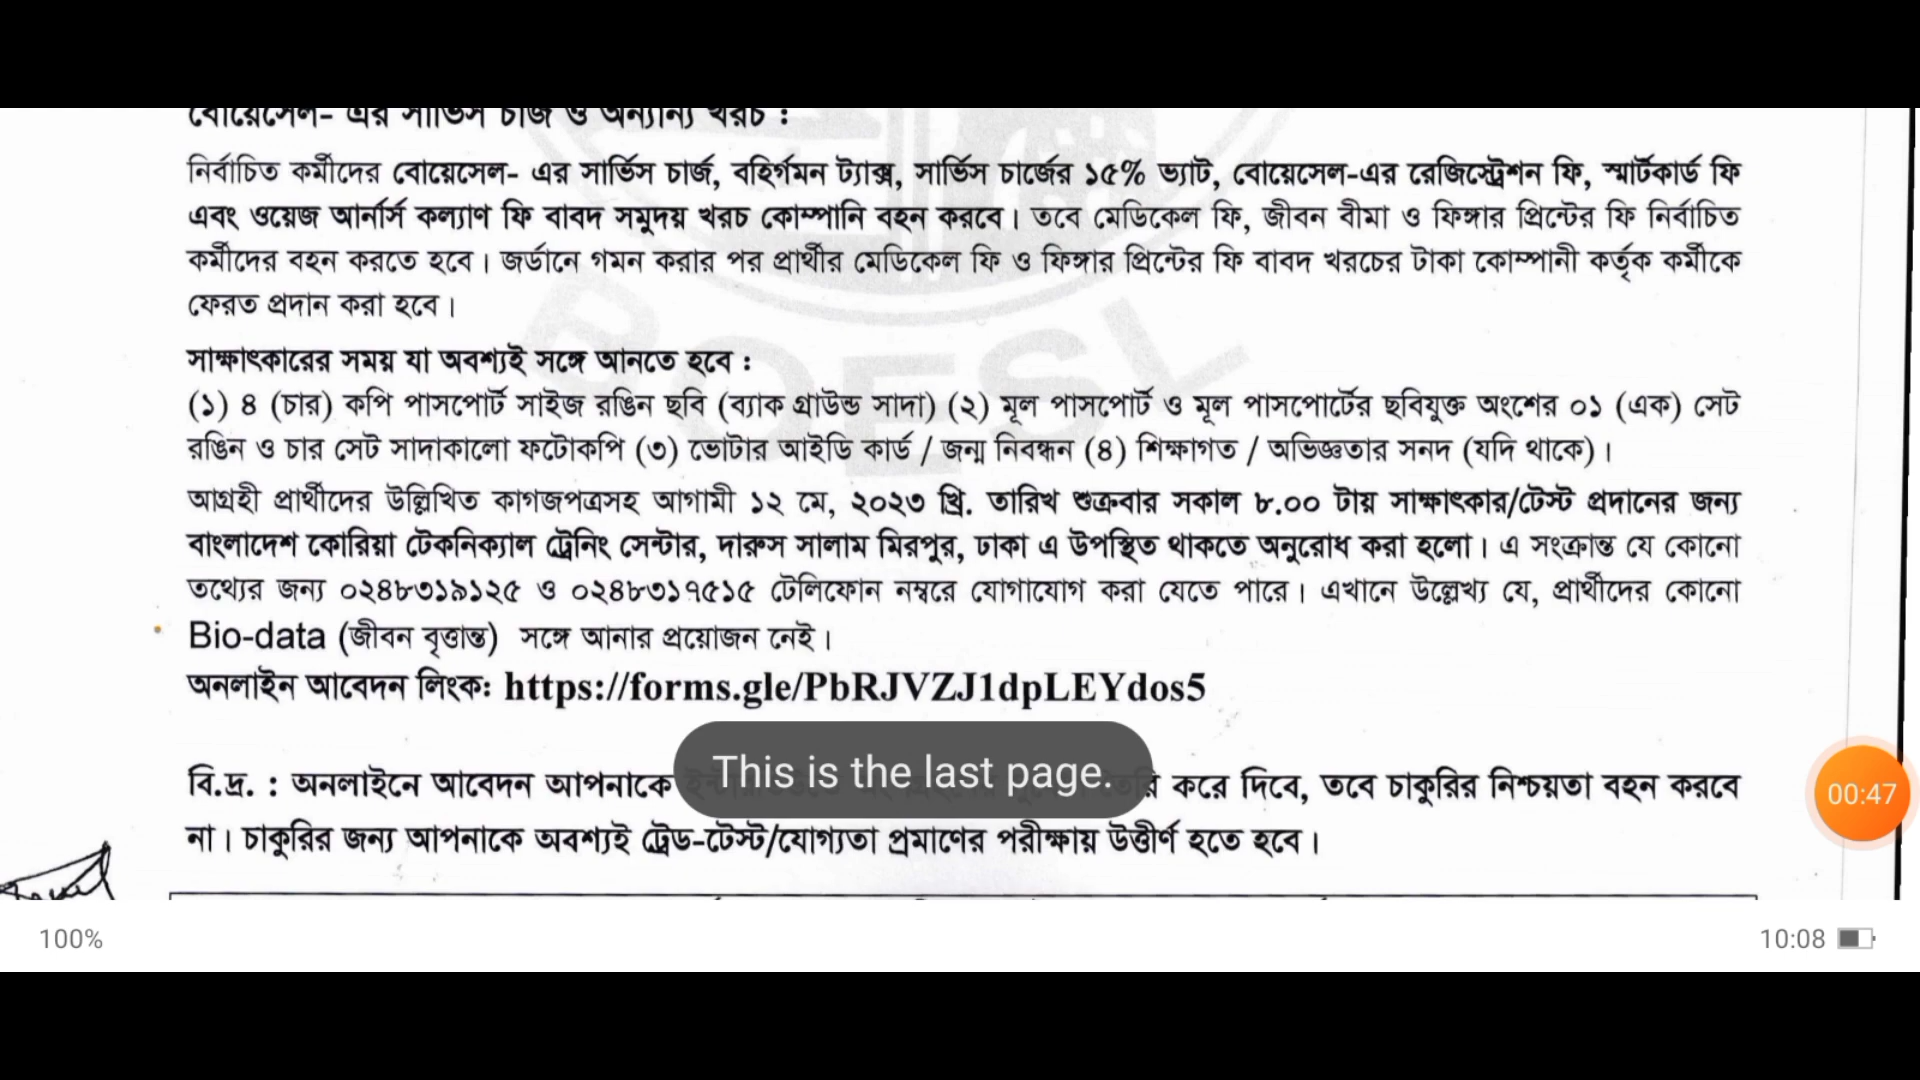 বোয়েসেল- এর সার্ভিস চার্জ ও অন্যান্য খরচ :
নির্বাচিত কর্মীদের বোয়েসেল- এর সার্ভিস চার্জ, বহির্গমন ট্যাক্স, সার্ভিস চার্জের ১৫% ভ্যাট, বোয়েসেল-এর রেজিস্ট্রেশন ফি, স্মার্টকার্ড ফি
এবং ওয়েজ আর্নার্স কল্যাণ ফি বাবদ সমুদয় খরচ কোম্পানি বহন করবে। তবে মেডিকেল ফি, জীবন বীমা ও ফিঙ্গার প্রিন্টের ফি নির্বাচিত
কর্মীদের বহন করতে হবে। জর্ডানে গমন করার পর প্রার্থীর মেডিকেল ফি ও ফিঙ্গার প্রিন্টের ফি বাবদ খরচের টাকা কোম্পানী কর্তৃক কর্মীকে
ফেরত প্রদান করা হবে।
BOESL
সাক্ষাৎকারের সময় যা অবশ্যই সঙ্গে আনতে হবে :
(১) ৪ (চার) কপি পাসপোর্ট সাইজ রঙিন ছবি (ব্যাক গ্রাউন্ড সাদা) (২) মূল পাসপোর্ট ও মূল পাসপোর্টের ছবিযুক্ত অংশের ০১ (এক) সেট
রঙিন ও চার সেট সাদাকালো ফটোকপি (৩) ভোটার আইডি কার্ড / জন্ম নিবন্ধন (৪) শিক্ষাগত / অভিজ্ঞতার সনদ (যদি থাকে)।
আগ্রহী প্রার্থীদের উল্লিখিত কাগজপত্রসহ আগামী ১২ মে, ২০২৩ খ্রি. তারিখ শুক্রবার সকাল ৮.০০ টায় সাক্ষাৎকার/টেস্ট প্রদানের জন্য
বাংলাদেশ কোরিয়া টেকনিক্যাল ট্রেনিং সেন্টার, দারুস সালাম মিরপুর, ঢাকা এ উপস্থিত থাকতে অনুরোধ করা হলো। এ সংক্রান্ত যে কোনো
তথ্যের জন্য ০২৪৮৩১৯১২৫ ও ০২৪৮৩১৭৫১৫ টেলিফোন নম্বরে যোগাযোগ করা যেতে পারে। এখানে উল্লেখ্য যে, প্রার্থীদের কোনো
Bio-data (জীবন বৃত্তান্ত) সঙ্গে আনার প্রয়োজন নেই।
অনলাইন আবেদন লিংকঃ https://forms.gle/PbRJVZJ1dpLEYdos5
This is the last page.
বি.দ্র. : অনলাইনে আবেদন আপনাকে করে দিবে, তবে চাকুরির নিশ্চয়তা বহন করবে
00:47
না। চাকুরির জন্য আপনাকে অবশ্যই ট্রেড-টেস্ট/যোগ্যতা প্রমাণের পরীক্ষায় উত্তীর্ণ হতে হবে।
100%
10:08